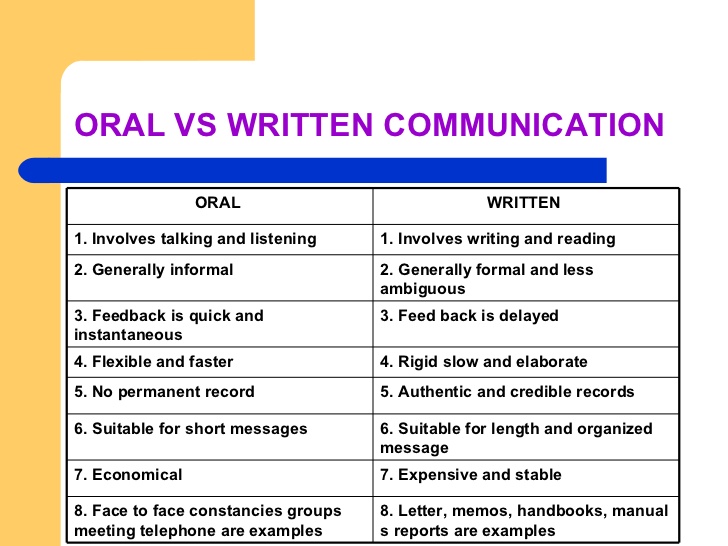 ORAL VS WRITTEN COMMUNICATION
ORAL
WRITTEN
1. Involves talking and listening
1. Involves writing and reading
2. Generally informal
2. Generally formal and less
ambiguous
3. Feedback is quick and
instantaneous
3. Feed back is delayed
4. Flexible and faster
4. Rigid slow and elaborate
5. No permanent record
5. Authentic and credible records
6. Suitable for short messages
6. Suitable for length and organized
message
7. Economical
7. Expensive and stable
8. Face to face constancies groups
meeting telephone are examples
8. Letter, memos, handbooks, manual
s reports are examples